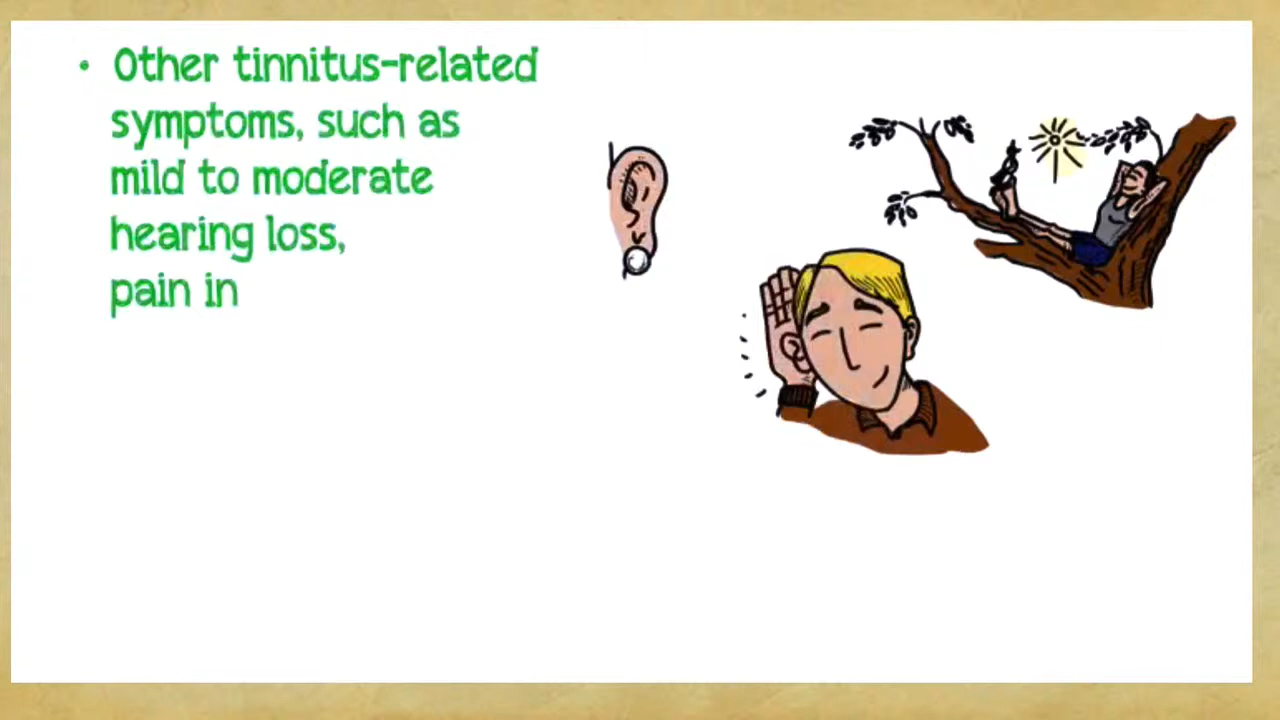 • Other tinnitus-related
symptoms, such as
mild to moderate
hearing loss,
pain in